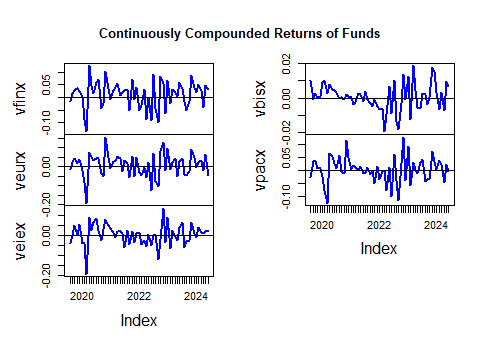 Continuously Compounded Returns of Funds
vfinx
0.05
-0.10
veurx
0.00
-0.20
veiex
0.00
-0.20
2020 2022 2024
Index
vbisx
0.02
0.00
-0.02
vpacx
0.05
-0.10
2020 2022 2024
Index